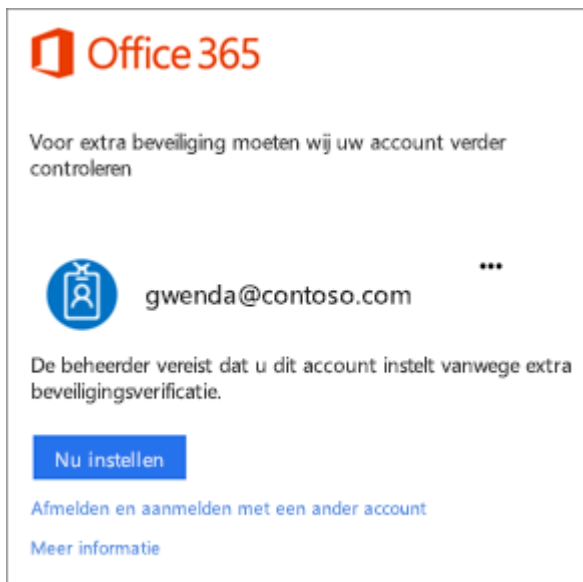 Office 365
Voor extra beveiliging moeten wij uw account verder
controleren
gwenda@contoso.com
De beheerder vereist dat u dit account instelt vanwege extra
beveiligingsverificatie.
Nu instellen
Afmelden en aanmelden met een ander account
Meer informatie